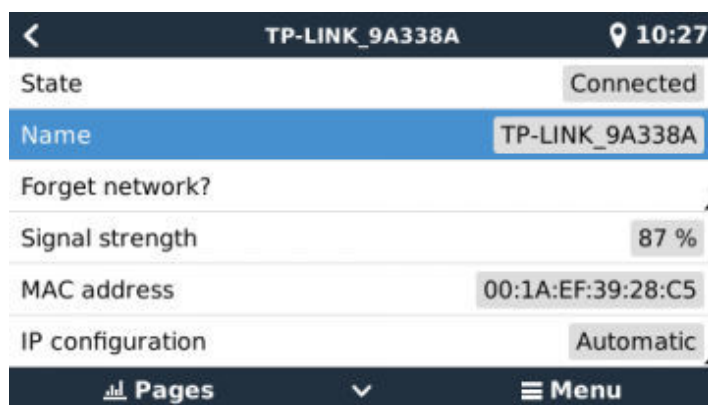 TP-LINK_9A338A 10:27
State Connected
Name TP-LINK_9A338A
Forget network?
Signal strength 87 %
MAC address 00:1A:EF:39:28:C5
IP configuration Automatic
Pages Menu